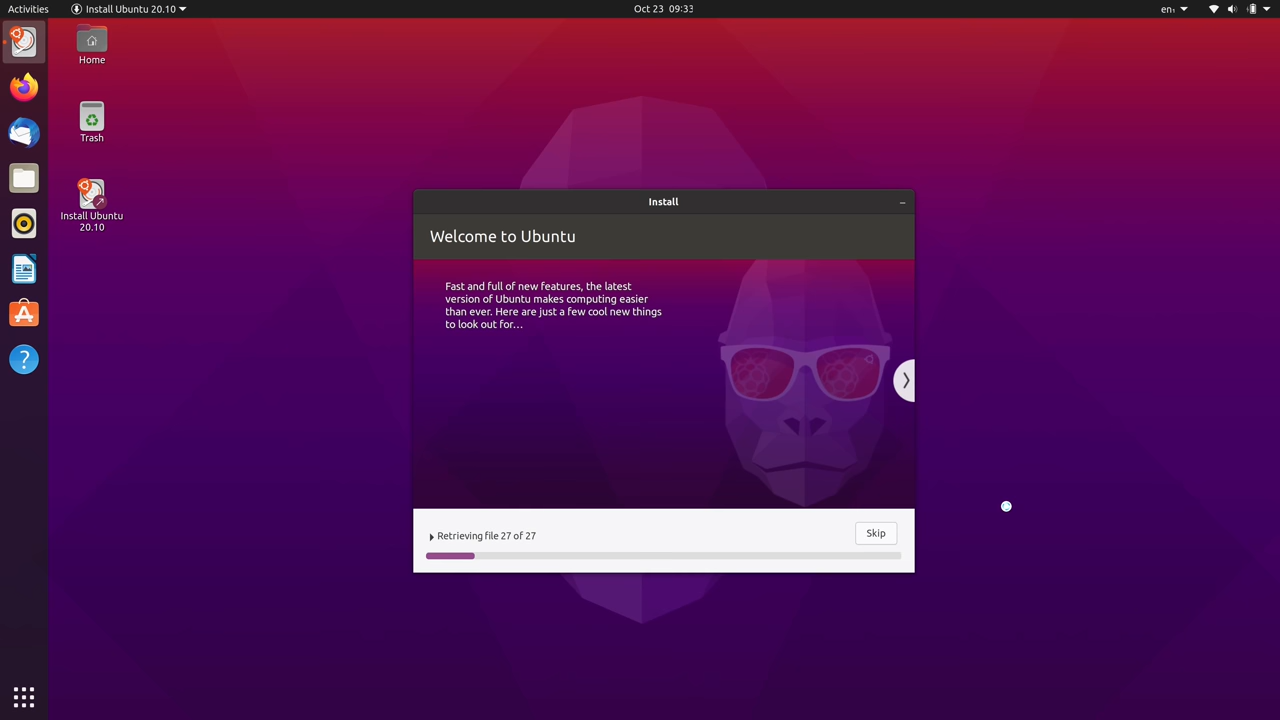 Activities
Install Ubuntu 20.10
Oct 23 09:33
en₁
Home
Trash
Install Ubuntu
20.10
Install
Welcome to Ubuntu
Fast and full of new features, the latest
version of Ubuntu makes computing easier
than ever. Here are just a few cool new things
to look out for...
Retrieving file 27 of 27
Skip